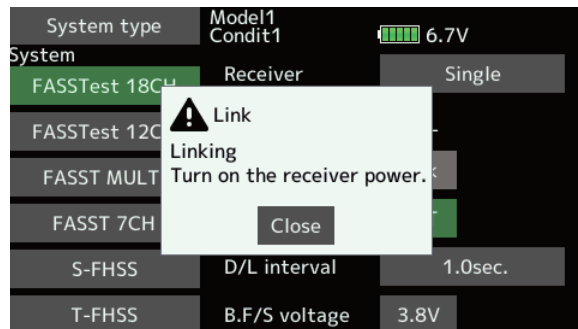 System type
Model1
Condit1
6.7V
System
FASSTest 18CH
Receiver
Single
FASSTest 12C
FASST MULT
FASST 7CH
S-FHSS
T-FHSS
Link
Linking
Turn on the receiver power.
Close
D/L interval
1.0sec.
B.F/S voltage
3.8V